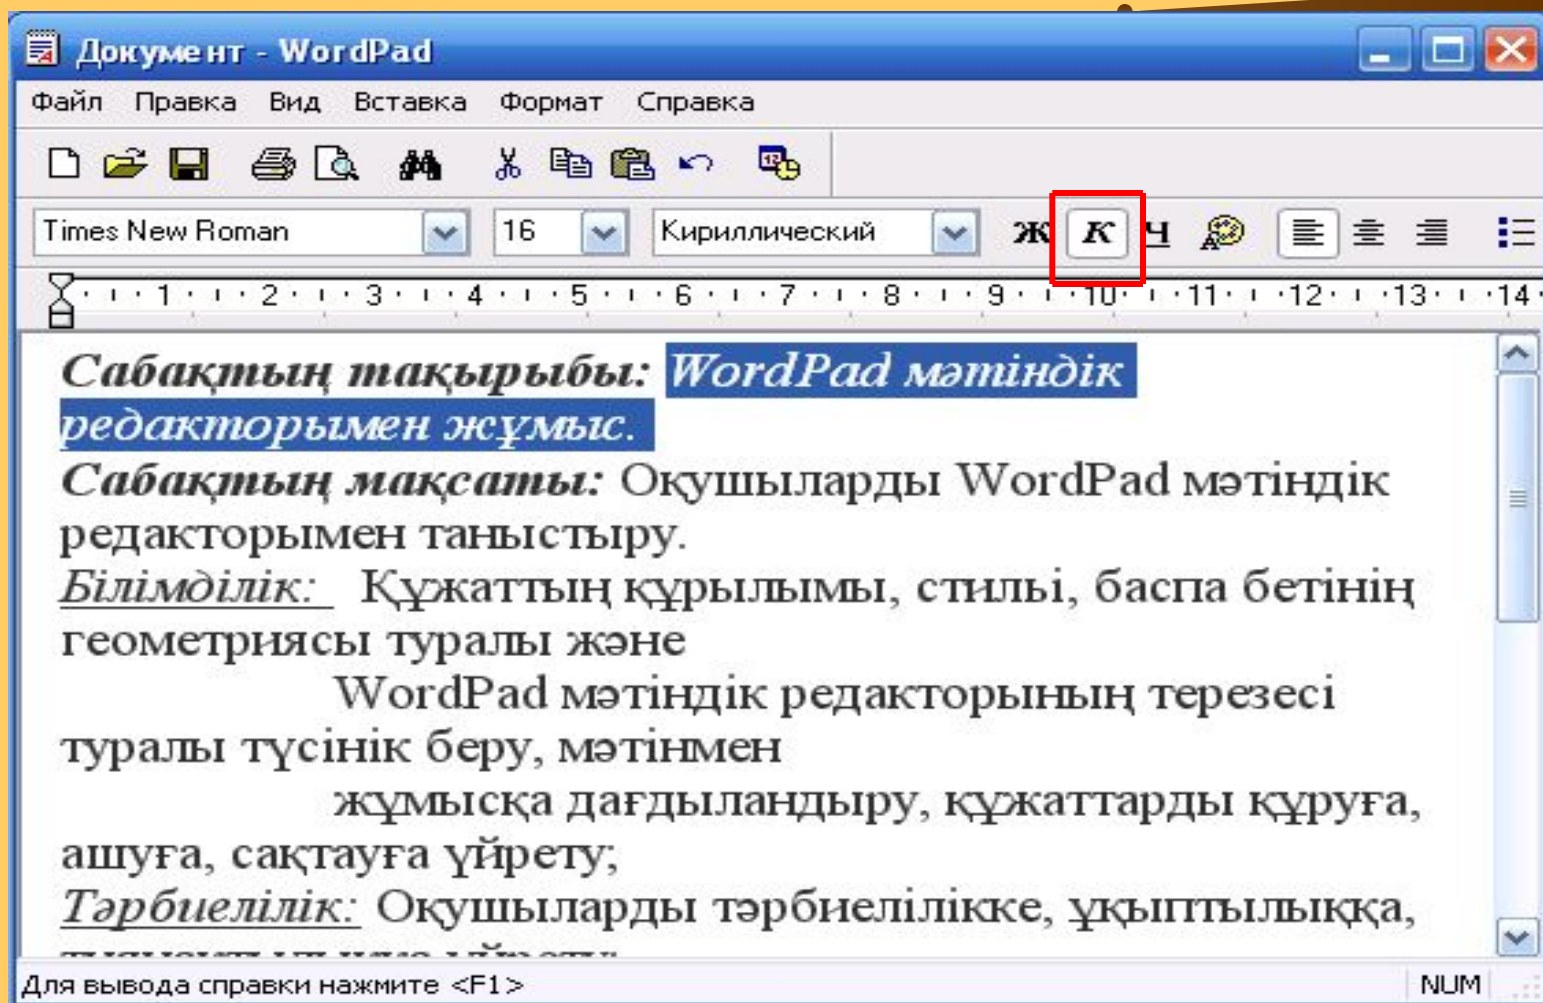 Документ - WordPad
Файл Правка Вид Вставка Формат Справка
Times New Roman 16 Кириллический Ж К Ч
1 2 3 4 5 6 7 8 9 10 11 12 13 14
Сабақтың тақырыбы: WordPad мәтіндік
редакторымен жұмыс.
Сабақтың мақсаты: Оқушыларды WordPad мәтіндік
редакторымен таныстыру.
Білімділік: Құжаттың құрылымы, стильі, баспа бетінің
геометриясы туралы және
WordPad мәтіндік редакторының терезесі
туралы түсінік беру, мәтінмен
жұмысқа дағдыландыру, құжаттарды құруға,
ашуға, сақтауға үйрету;
Тәрбиелілік: Оқушыларды тәрбиелілікке, ұқыптылыққа,
Для вывода справки нажмите <F1> NUM